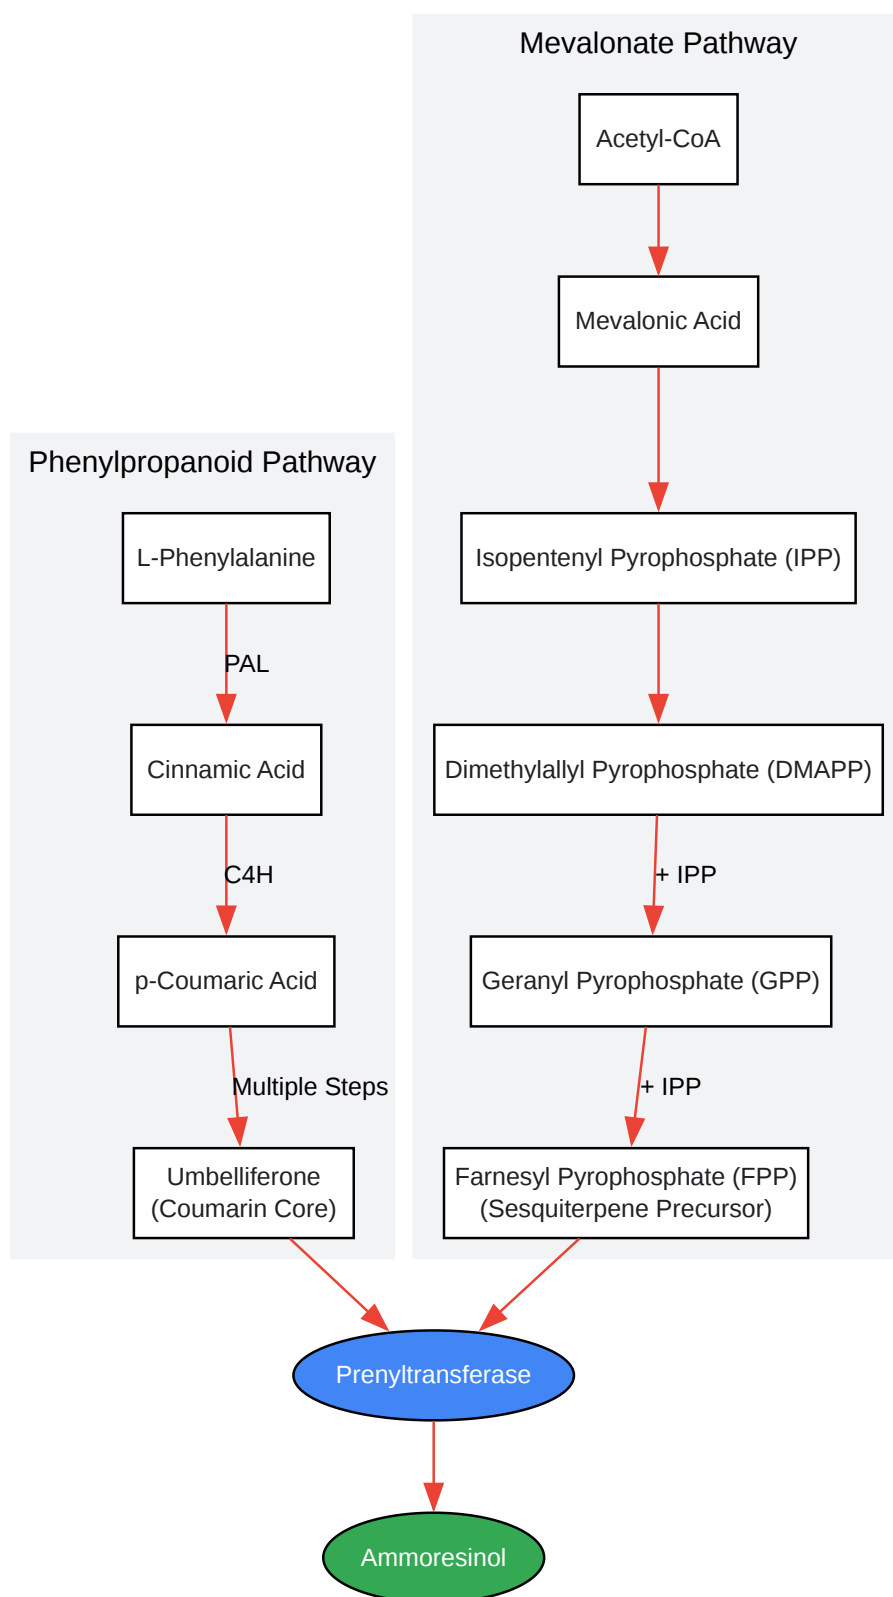 Mevalonate Pathway
Acetyl-CoA
Mevalonic Acid
Phenylpropanoid Pathway
L-Phenylalanine
Isopentenyl Pyrophosphate (IPP)
PAL
Cinnamic Acid
Dimethylallyl Pyrophosphate (DMAPP)
C4H
+ IPP
p-Coumaric Acid
Geranyl Pyrophosphate (GPP)
Multiple Steps
+ IPP
Umbelliferone
(Coumarin Core)
Farnesyl Pyrophosphate (FPP)
(Sesquiterpene Precursor)
Prenyltransferase
Ammoresinol